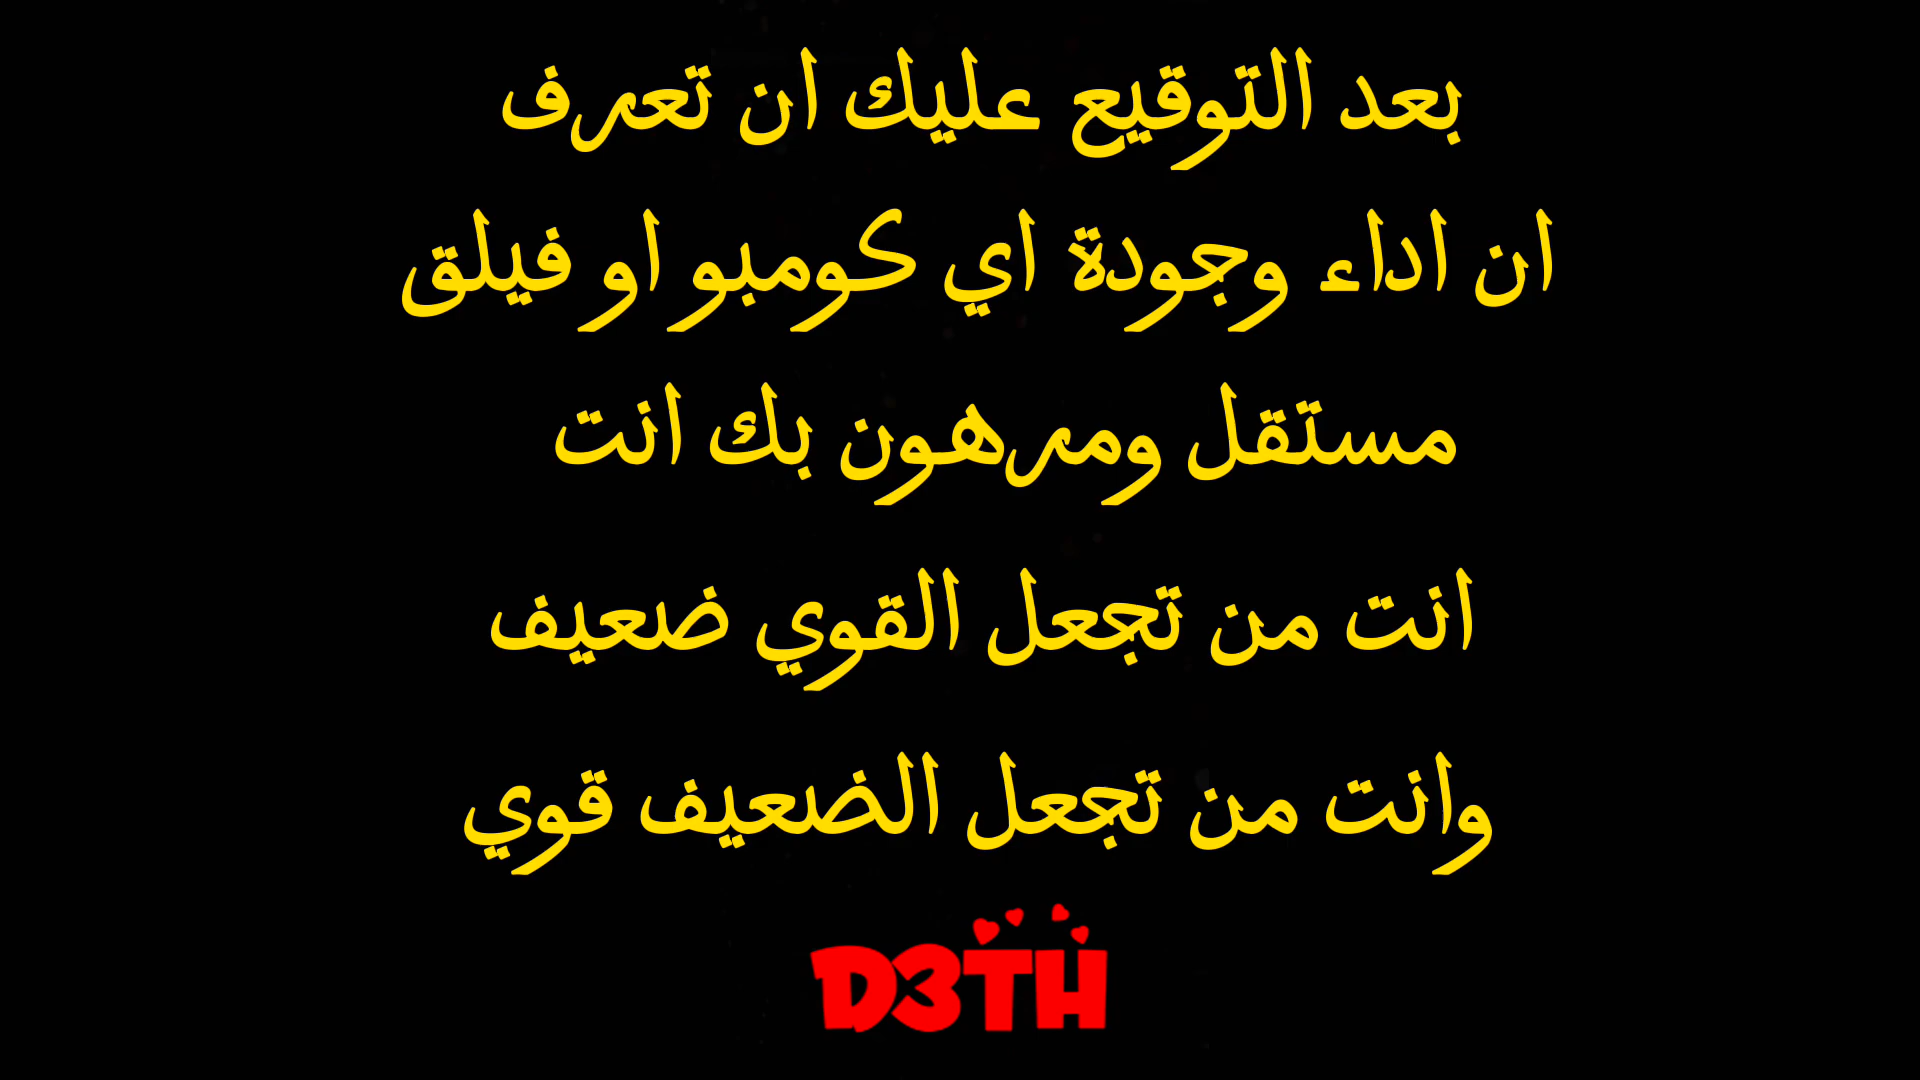 بعد التوقيع عليك ان تعرف
ان اداء وجودة اي كومبو او فيلق
مستقل ومرهون بك انت
انت من تجعل القوي ضعيف
وانت من تجعل الضعيف قوي
D3TH